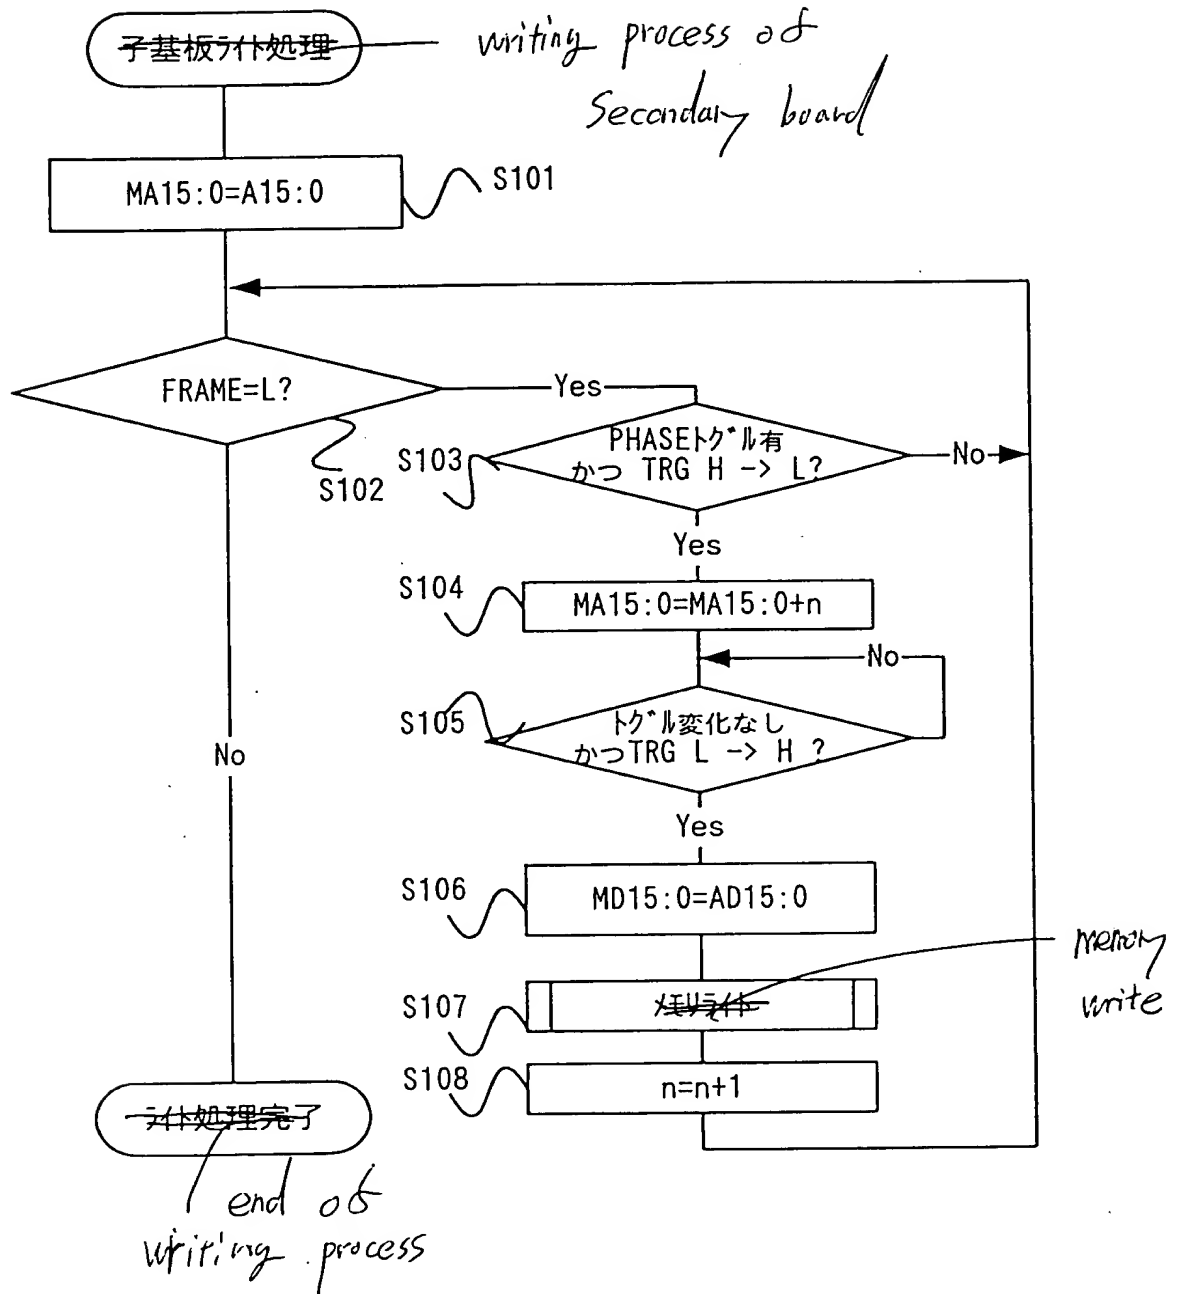 子基板ﾗｲﾄ処理
writing process of
Secondary board
MA15:0=A15:0
S101
FRAME=L?
Yes
S102
PHASEﾄｸﾞﾙ有
かつ TRG H -> L?
S103
No
Yes
S104
MA15:0=MA15:0+n
No
S105
ﾄｸﾞﾙ変化なし
かつTRG L -> H ?
No
Yes
S106
MD15:0=AD15:0
memory
write
S107
ﾒﾓﾘﾗｲﾄ
S108
n=n+1
ﾗｲﾄ処理完了
end of
writing process